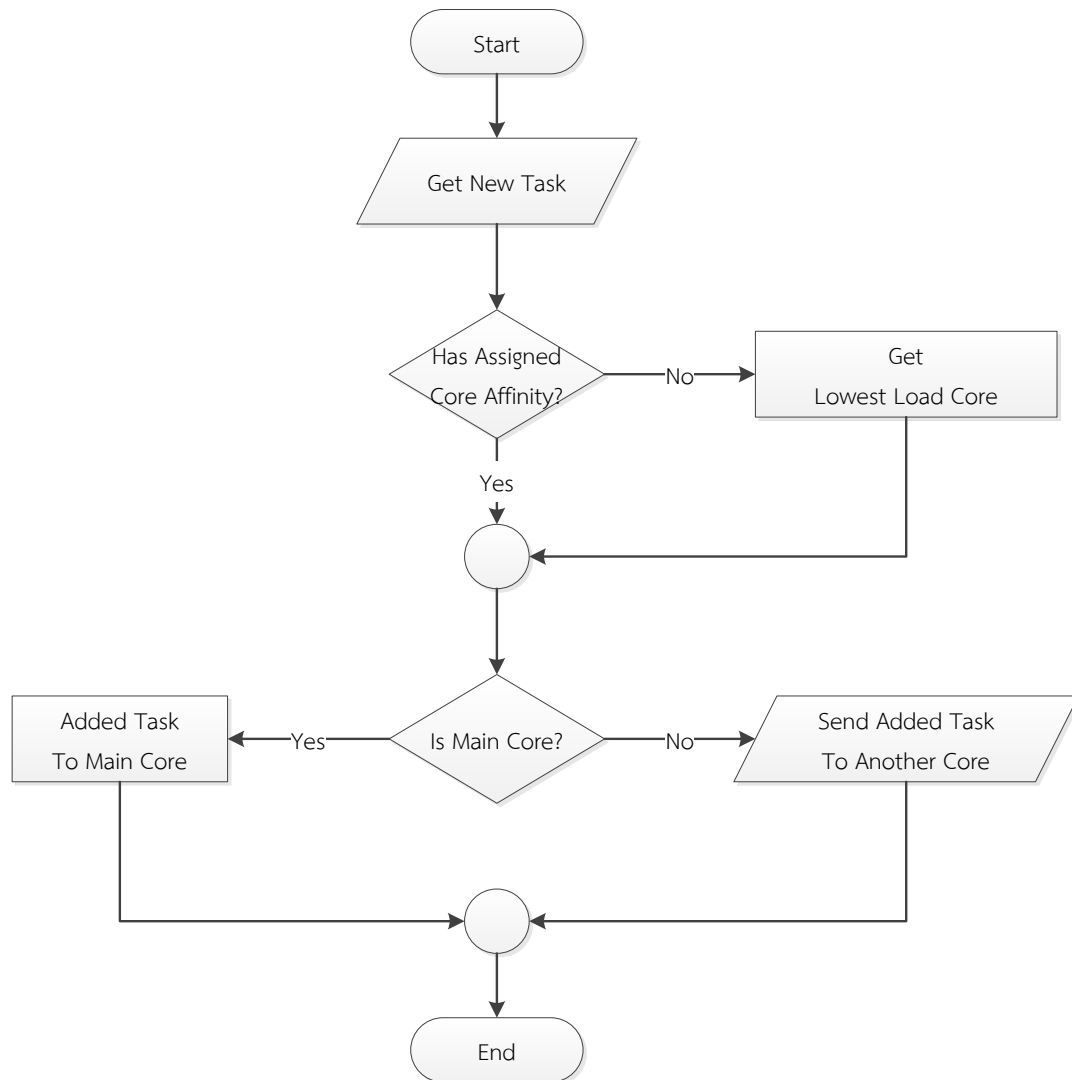 Start
Get New Task
Has Assigned
Core Affinity?
No
Get
Lowest Load Core
Yes
Added Task
To Main Core
Yes
Is Main Core?
No
Send Added Task
To Another Core
End